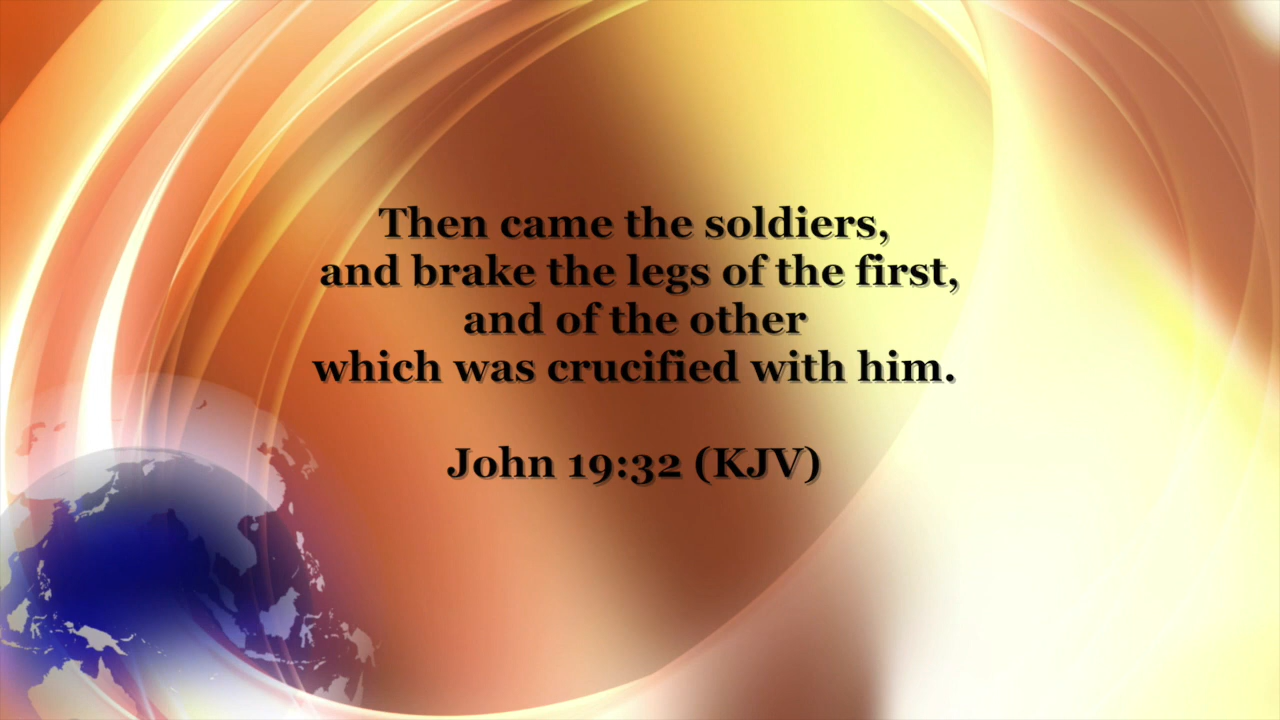 Then came the soldiers,
and brake the legs of the first,
and of the other
which was crucified with him.
John 19:32 (KJV)